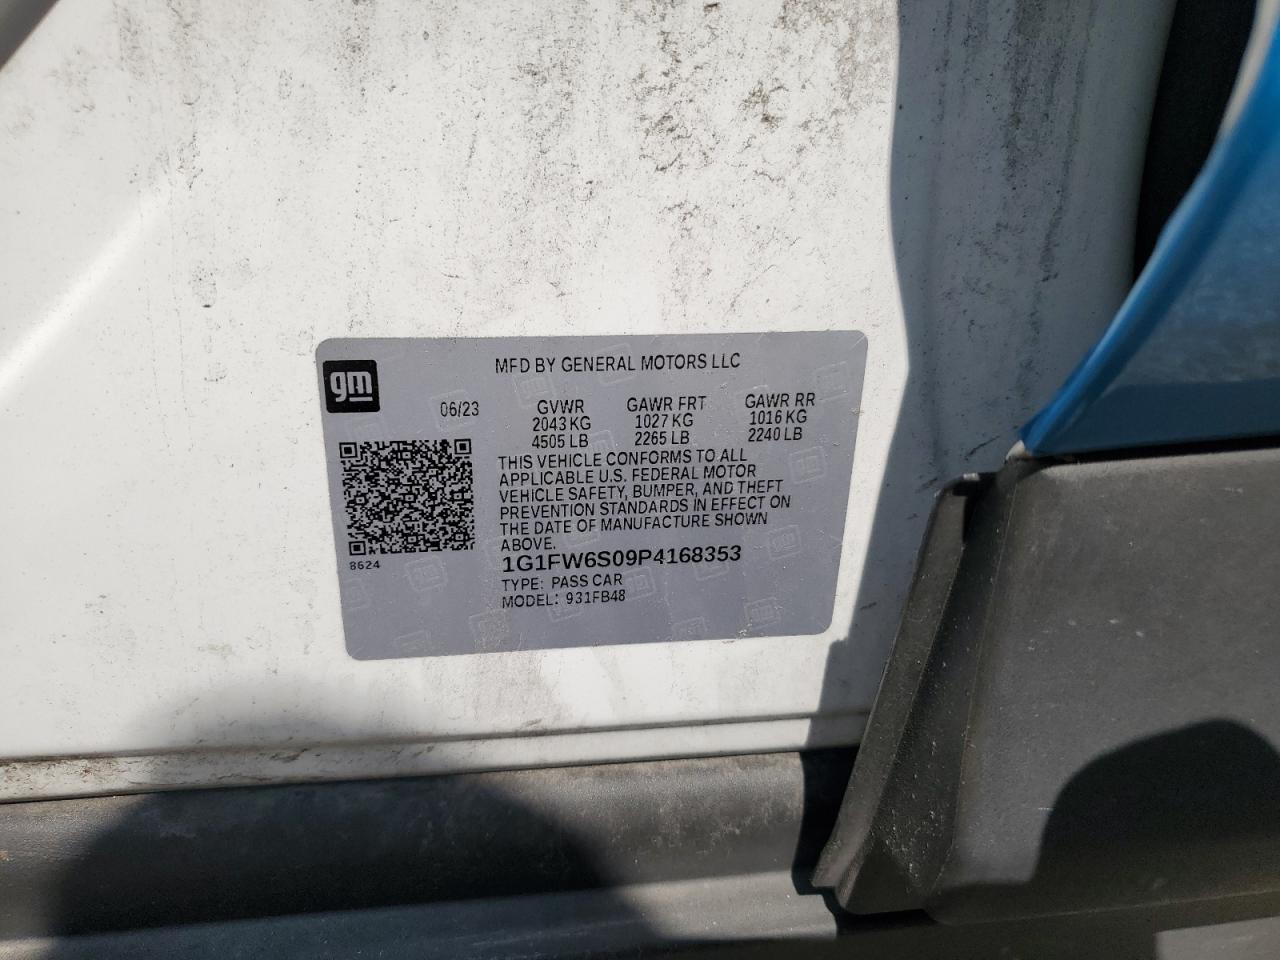 MFD BY GENERAL MOTORS LLC
gm
06/23
GVWR GAWR FRT GAWR RR
2043 KG 1027 KG 1016 KG
4505 LB 2265 LB 2240 LB
THIS VEHICLE CONFORMS TO ALL
APPLICABLE U.S. FEDERAL MOTOR
VEHICLE SAFETY, BUMPER, AND THEFT
PREVENTION STANDARDS IN EFFECT ON
THE DATE OF MANUFACTURE SHOWN
ABOVE.
8624
1G1FW6S09P4168353
TYPE: PASS CAR
MODEL: 931FB48